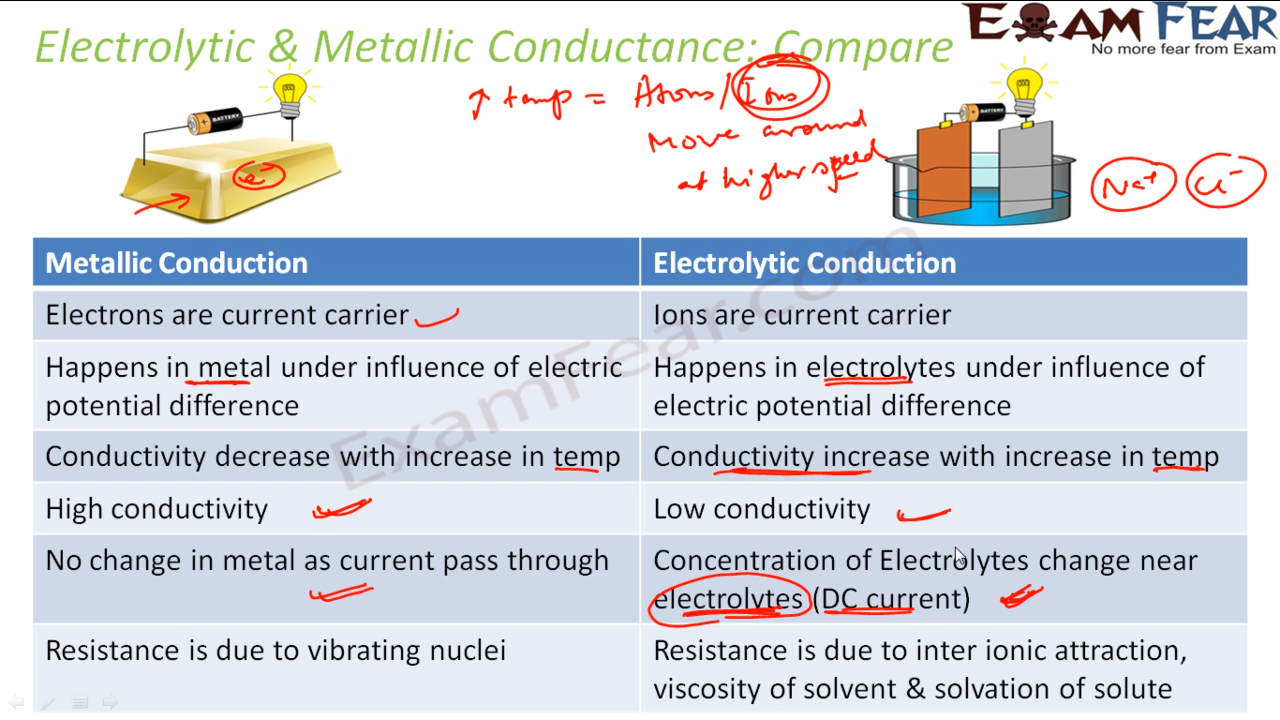 Electrolytic & Metallic Conductance: Compare
EXAM FEAR
No more fear from Exam
BATTERY
e⁻
↑ temp = Atoms / Ions
Move around
at higher speed
BATTERY
Na⁺ Cl⁻
Metallic Conduction
Electrolytic Conduction
Electrons are current carrier
Ions are current carrier
Happens in metal under influence of electric
potential difference
Happens in electrolytes under influence of
electric potential difference
Conductivity decrease with increase in temp
Conductivity increase with increase in temp
High conductivity
Low conductivity
No change in metal as current pass through
Concentration of Electrolytes change near
electrolytes (DC current)
Resistance is due to vibrating nuclei
Resistance is due to inter ionic attraction,
viscosity of solvent & solvation of solute
ExamFear.com